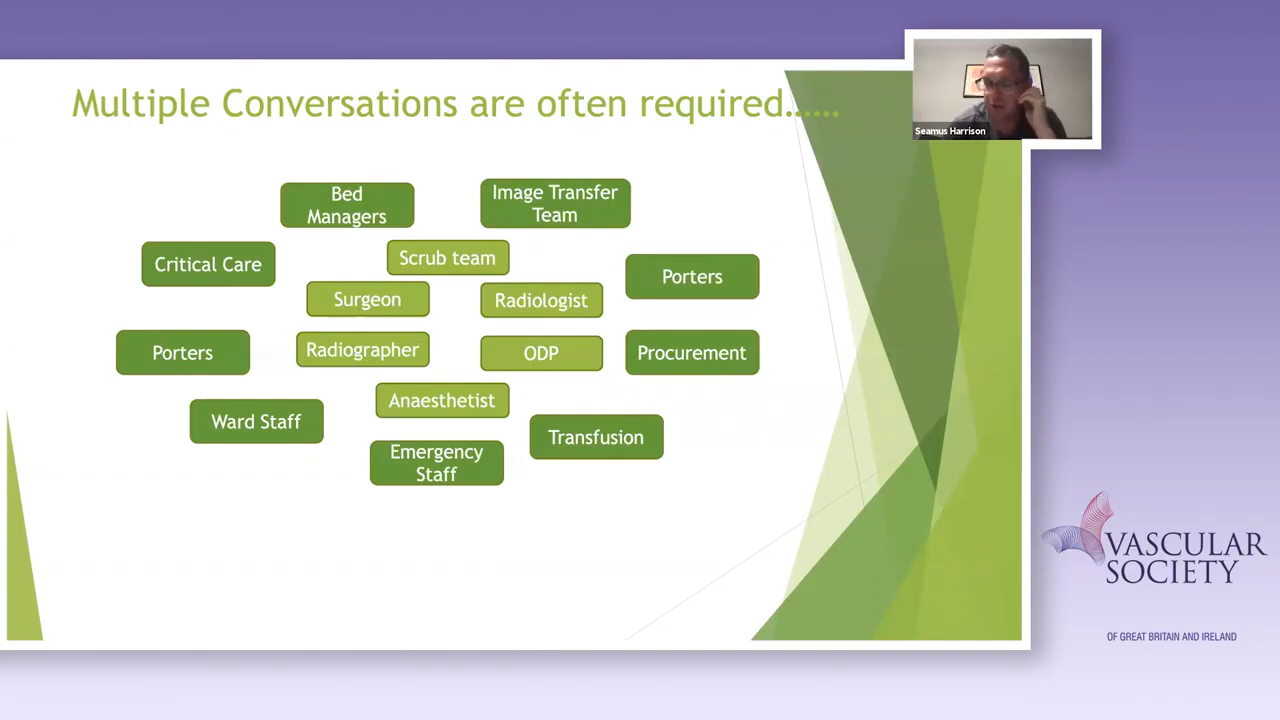 Multiple Conversations are often required……
Seamus Harrison
Bed
Managers
Image Transfer
Team
Critical Care
Scrub team
Porters
Surgeon
Radiologist
Porters
Radiographer
ODP
Procurement
Anaesthetist
Ward Staff
Transfusion
Emergency
Staff
VASCULAR
SOCIETY
OF GREAT BRITAIN AND IRELAND